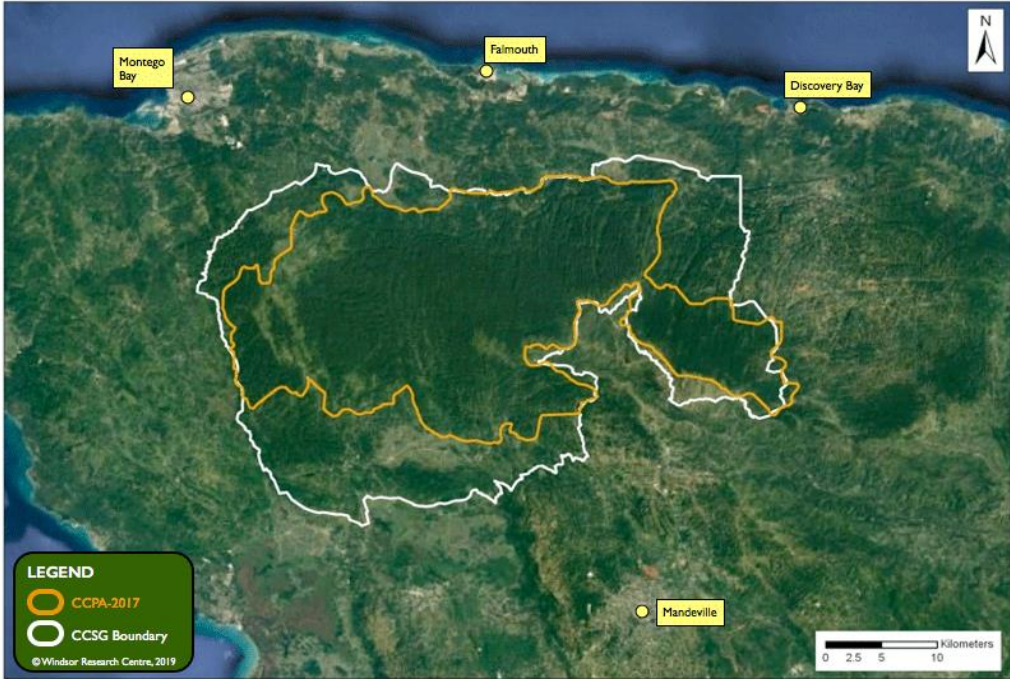 N
Falmouth
Montego
Bay
Discovery Bay
LEGEND
CCPA-2017
CCSG Boundary
© Windsor Research Centre, 2019
Mandeville
Kilometers
0 2.5 5 10